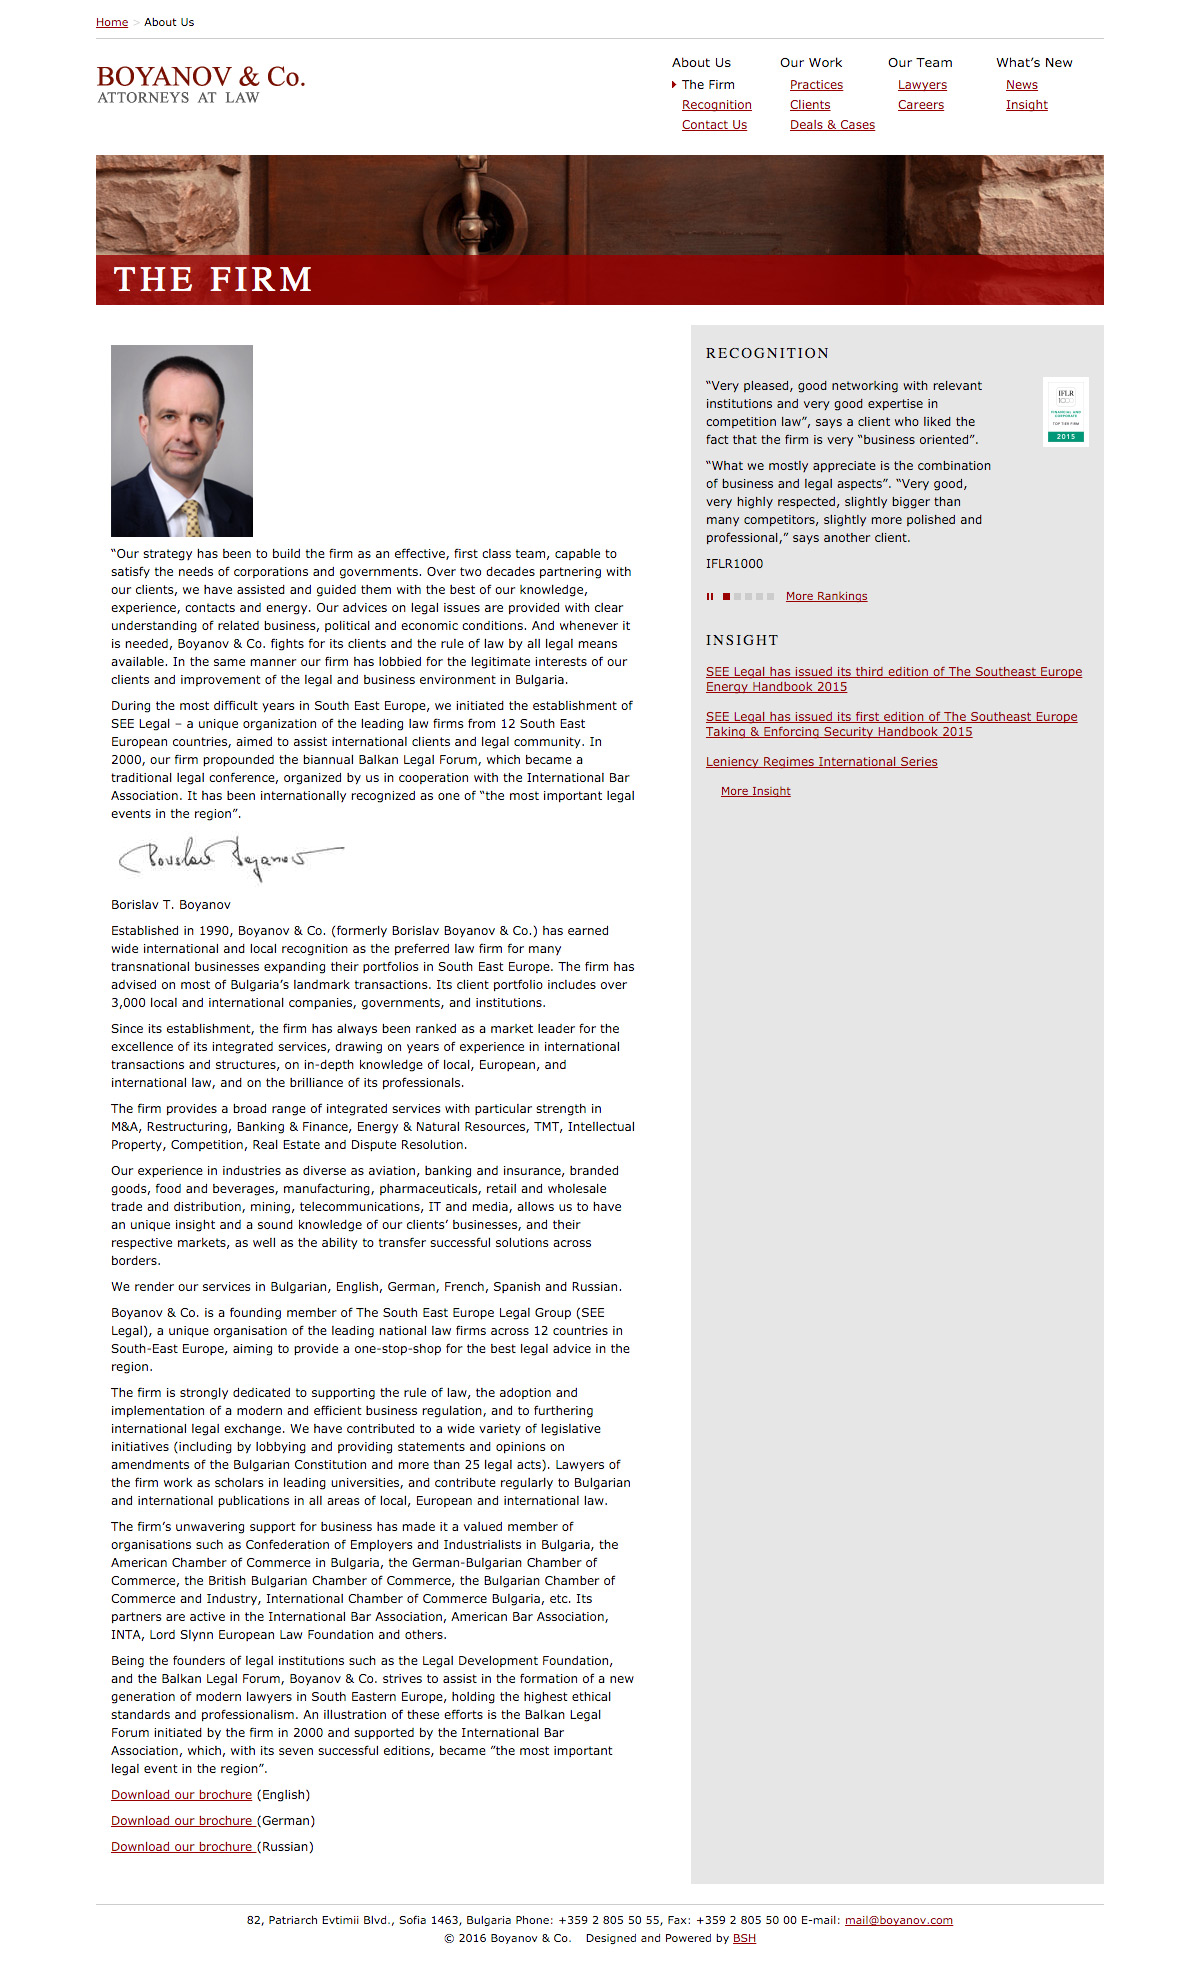 Home > About Us
BOYANOV & Co.
ATTORNEYS AT LAW
About Us
The Firm
Recognition
Contact Us
Our Work
Practices
Clients
Deals & Cases
Our Team
Lawyers
Careers
What's New
News
Insight
THE FIRM
“Our strategy has been to build the firm as an effective, first class team, capable to
satisfy the needs of corporations and governments. Over two decades partnering with
our clients, we have assisted and guided them with the best of our knowledge,
experience, contacts and energy. Our advices on legal issues are provided with clear
understanding of related business, political and economic conditions. And whenever it
is needed, Boyanov & Co. fights for its clients and the rule of law by all legal means
available. In the same manner our firm has lobbied for the legitimate interests of our
clients and improvement of the legal and business environment in Bulgaria.
During the most difficult years in South East Europe, we initiated the establishment of
SEE Legal – a unique organization of the leading law firms from 12 South East
European countries, aimed to assist international clients and legal community. In
2000, our firm propounded the biannual Balkan Legal Forum, which became a
traditional legal conference, organized by us in cooperation with the International Bar
Association. It has been internationally recognized as one of “the most important legal
events in the region”.
Borislav Boyanov
Borislav T. Boyanov
Established in 1990, Boyanov & Co. (formerly Borislav Boyanov & Co.) has earned
wide international and local recognition as the preferred law firm for many
transnational businesses expanding their portfolios in South East Europe. The firm has
advised on most of Bulgaria’s landmark transactions. Its client portfolio includes over
3,000 local and international companies, governments, and institutions.
Since its establishment, the firm has always been ranked as a market leader for the
excellence of its integrated services, drawing on years of experience in international
transactions and structures, on in-depth knowledge of local, European, and
international law, and on the brilliance of its professionals.
The firm provides a broad range of integrated services with particular strength in
M&A, Restructuring, Banking & Finance, Energy & Natural Resources, TMT, Intellectual
Property, Competition, Real Estate and Dispute Resolution.
Our experience in industries as diverse as aviation, banking and insurance, branded
goods, food and beverages, manufacturing, pharmaceuticals, retail and wholesale
trade and distribution, mining, telecommunications, IT and media, allows us to have
an unique insight and a sound knowledge of our clients’ businesses, and their
respective markets, as well as the ability to transfer successful solutions across
borders.
We render our services in Bulgarian, English, German, French, Spanish and Russian.
Boyanov & Co. is a founding member of The South East Europe Legal Group (SEE
Legal), a unique organisation of the leading national law firms across 12 countries in
South-East Europe, aiming to provide a one-stop-shop for the best legal advice in the
region.
The firm is strongly dedicated to supporting the rule of law, the adoption and
implementation of a modern and efficient business regulation, and to furthering
international legal exchange. We have contributed to a wide variety of legislative
initiatives (including by lobbying and providing statements and opinions on
amendments of the Bulgarian Constitution and more than 25 legal acts). Lawyers of
the firm work as scholars in leading universities, and contribute regularly to Bulgarian
and international publications in all areas of local, European and international law.
The firm’s unwavering support for business has made it a valued member of
organisations such as Confederation of Employers and Industrialists in Bulgaria, the
American Chamber of Commerce in Bulgaria, the German-Bulgarian Chamber of
Commerce, the British Bulgarian Chamber of Commerce, the Bulgarian Chamber of
Commerce and Industry, International Chamber of Commerce Bulgaria, etc. Its
partners are active in the International Bar Association, American Bar Association,
INTA, Lord Slynn European Law Foundation and others.
Being the founders of legal institutions such as the Legal Development Foundation,
and the Balkan Legal Forum, Boyanov & Co. strives to assist in the formation of a new
generation of modern lawyers in South Eastern Europe, holding the highest ethical
standards and professionalism. An illustration of these efforts is the Balkan Legal
Forum initiated by the firm in 2000 and supported by the International Bar
Association, which, with its seven successful editions, became ”the most important
legal event in the region”.
Download our brochure (English)
Download our brochure (German)
Download our brochure (Russian)
RECOGNITION
“Very pleased, good networking with relevant
institutions and very good expertise in
competition law”, says a client who liked the
fact that the firm is very “business oriented”.
“What we mostly appreciate is the combination
of business and legal aspects”. “Very good,
very highly respected, slightly bigger than
many competitors, slightly more polished and
professional,” says another client.
IFLR1000
IFLR
1000
FINANCIAL AND
CORPORATE
TOP TIER FIRM
2015
More Rankings
INSIGHT
SEE Legal has issued its third edition of The Southeast Europe
Energy Handbook 2015
SEE Legal has issued its first edition of The Southeast Europe
Taking & Enforcing Security Handbook 2015
Leniency Regimes International Series
More Insight
82, Patriarch Evtimii Blvd., Sofia 1463, Bulgaria Phone: +359 2 805 50 55, Fax: +359 2 805 50 00 E-mail: mail@boyanov.com
© 2016 Boyanov & Co. Designed and Powered by BSH